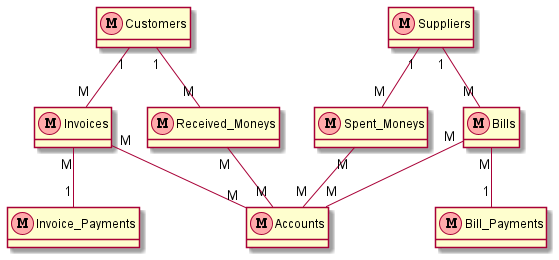 M Customers
M Suppliers
1 1 1 1
M M M M
M Invoices
M Received_Moneys
M Spent_Moneys
M Bills
M M M M M M
1 M M M M 1
M Invoice_Payments
M Accounts
M Bill_Payments